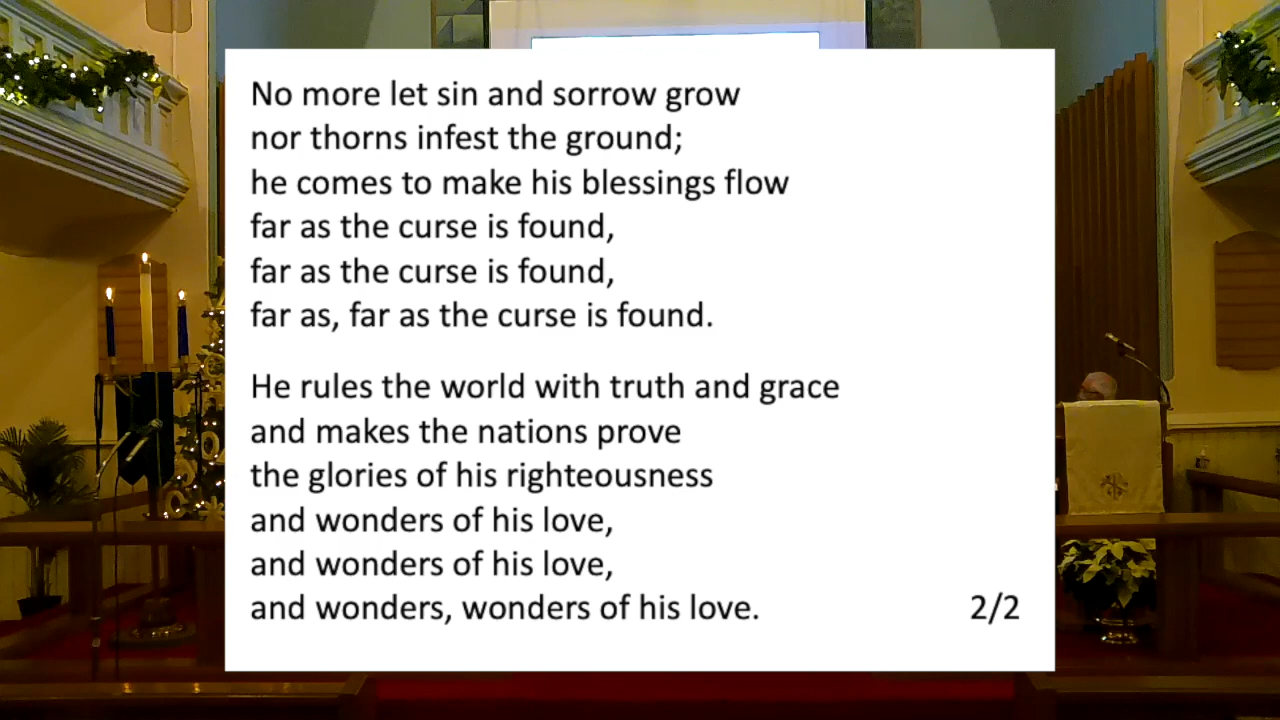 No more let sin and sorrow grow
nor thorns infest the ground;
he comes to make his blessings flow
far as the curse is found,
far as the curse is found,
far as, far as the curse is found.
He rules the world with truth and grace
and makes the nations prove
the glories of his righteousness
and wonders of his love,
and wonders of his love,
and wonders, wonders of his love.
2/2